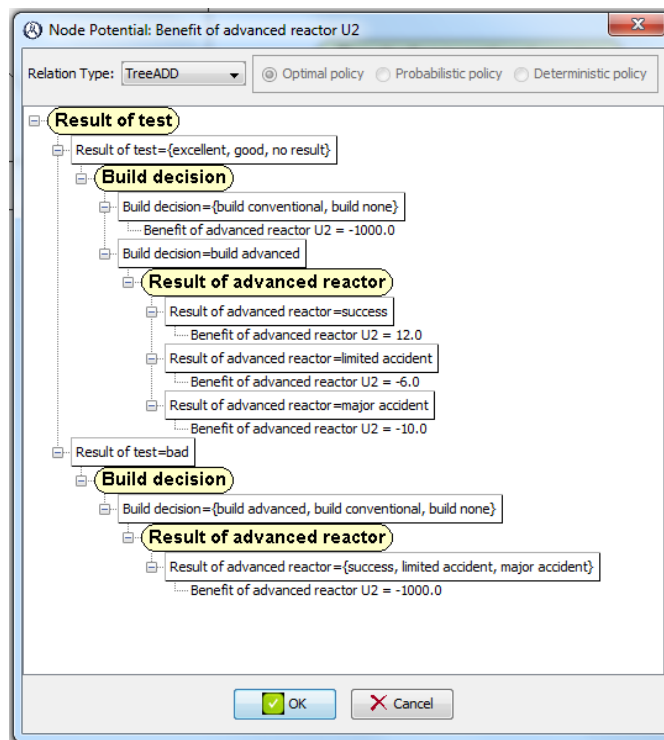 Node Potential: Benefit of advanced reactor U2
Relation Type: TreeADD Optimal policy Probabilistic policy Deterministic policy
Result of test
Result of test={excellent, good, no result}
Build decision
Build decision={build conventional, build none}
Benefit of advanced reactor U2 = -1000.0
Build decision=build advanced
Result of advanced reactor
Result of advanced reactor=success
Benefit of advanced reactor U2 = 12.0
Result of advanced reactor=limited accident
Benefit of advanced reactor U2 = -6.0
Result of advanced reactor=major accident
Benefit of advanced reactor U2 = -10.0
Result of test=bad
Build decision
Build decision={build advanced, build conventional, build none}
Result of advanced reactor
Result of advanced reactor={success, limited accident, major accident}
Benefit of advanced reactor U2 = -1000.0
OK Cancel